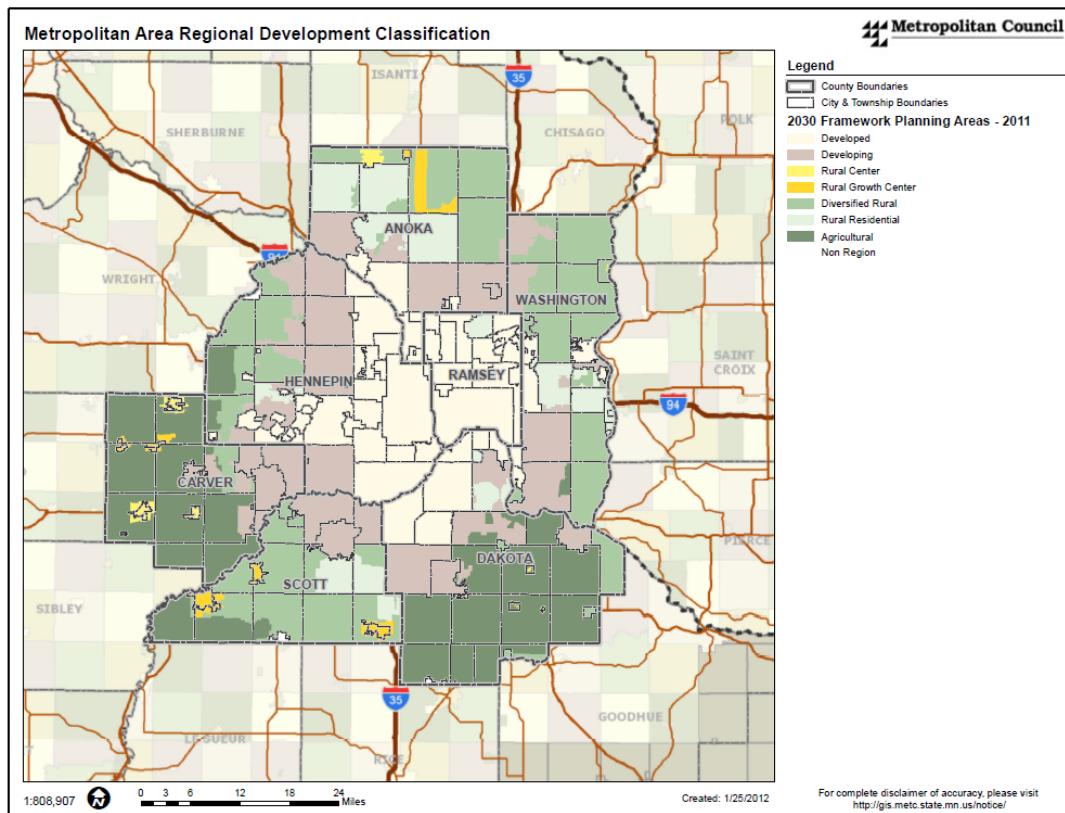 Metropolitan Area Regional Development Classification
Metropolitan Council
Legend
County Boundaries
City & Township Boundaries
2030 Framework Planning Areas - 2011
Developed
Developing
Rural Center
Rural Growth Center
Diversified Rural
Rural Residential
Agricultural
Non Region
ISANTI
35
POLK
SHERBURNE
CHISAGO
ANOKA
WRIGHT
WASHINGTON
SAINT
CROIX
HENNEPIN
RAMSEY
94
CARVER
PIERCE
DAKOTA
SCOTT
SIBLEY
35
GOODHUE
LE SUEUR
RICE
1:808,907
N
0 3 6 12 18 24
Miles
Created: 1/25/2012
For complete disclaimer of accuracy, please visit
http://gis.metc.state.mn.us/notice/